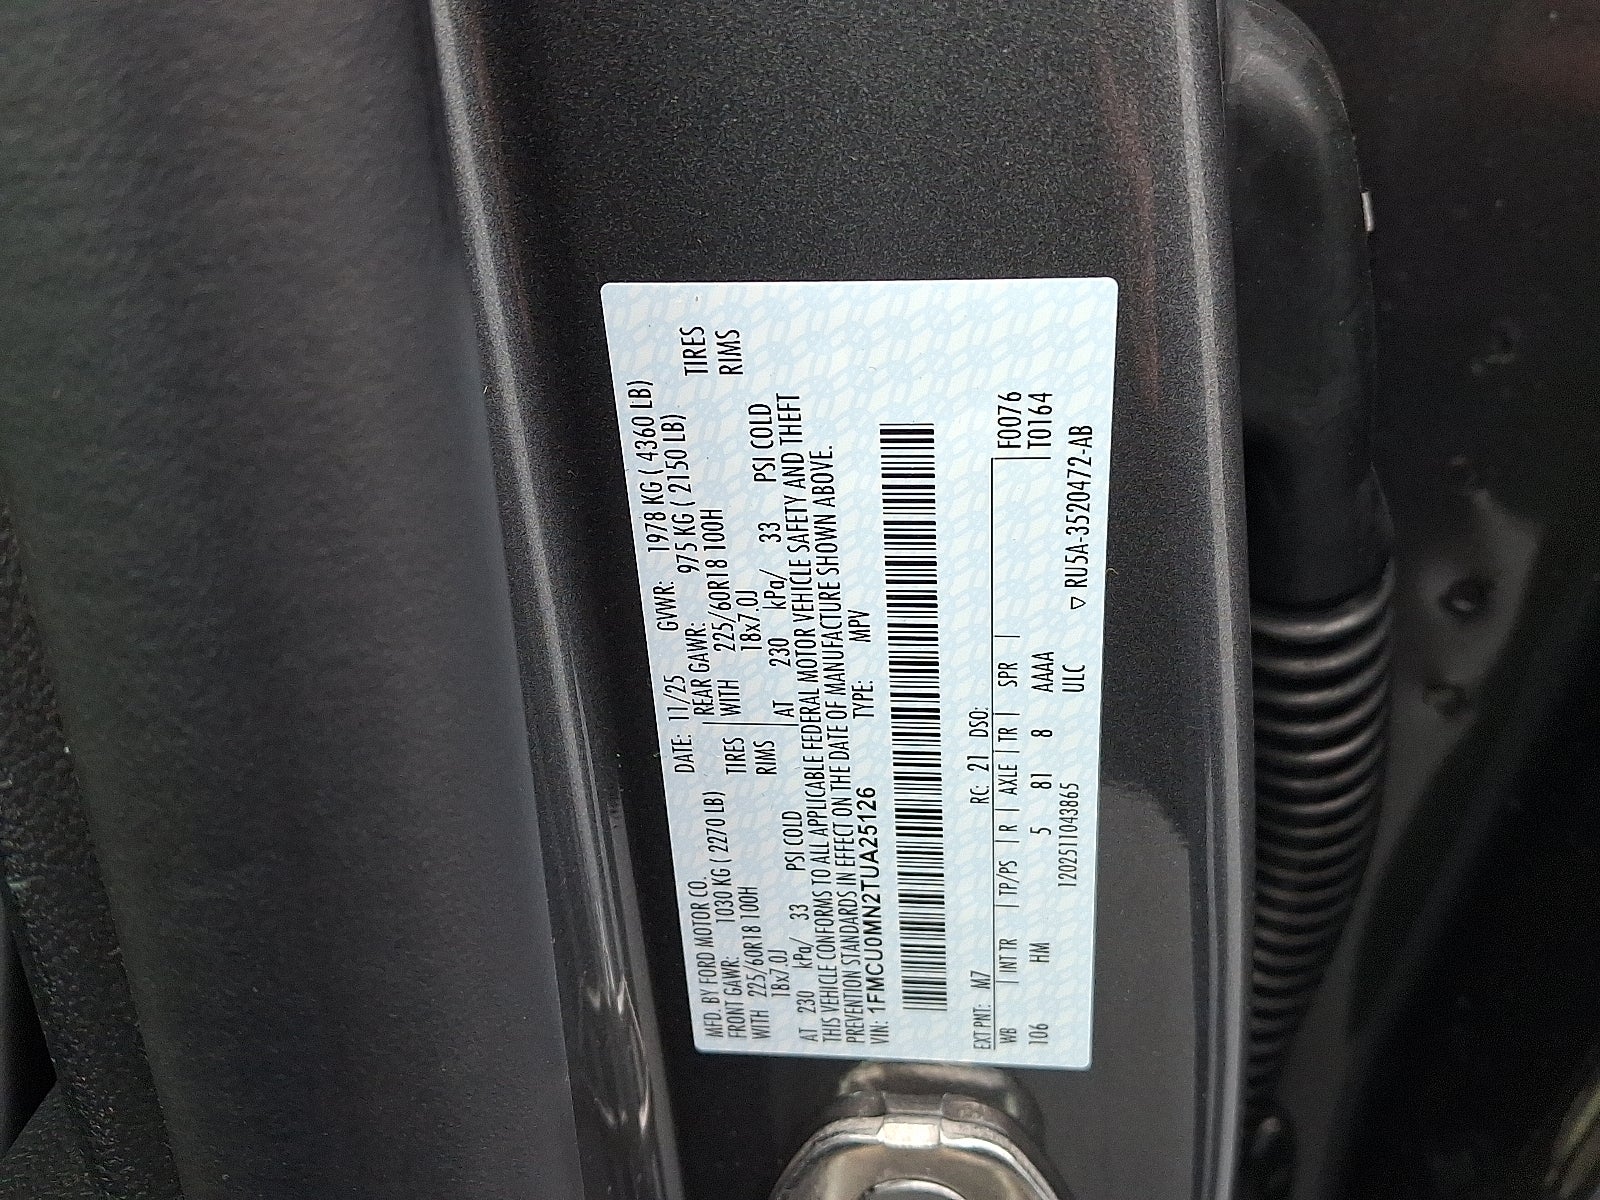 MFD. BY FORD MOTOR CO.
DATE: 11/25 GVWR: 1978 KG ( 4360 LB)
FRONT GAWR: 1030 KG ( 2270 LB)
REAR GAWR: 975 KG ( 2150 LB)
WITH 225/60R18 100H TIRES
WITH 225/60R18 100H TIRES
18x7.0J RIMS
18x7.0J RIMS
AT 230 kPa/ 33 PSI COLD
AT 230 kPa/ 33 PSI COLD
THIS VEHICLE CONFORMS TO ALL APPLICABLE FEDERAL MOTOR VEHICLE SAFETY AND THEFT
PREVENTION STANDARDS IN EFFECT ON THE DATE OF MANUFACTURE SHOWN ABOVE.
VIN: 1FMCU0MN2TUA25126 TYPE: MPV
EXT PNT: M7 RC: 21 DSO: F0076
WB | INT TR | TP/PS | R | AXLE | TR | SPR | T0164
106 HM 5 81 8 AAAA
1202511043865 ULC ▽ RU5A-3520472-AB